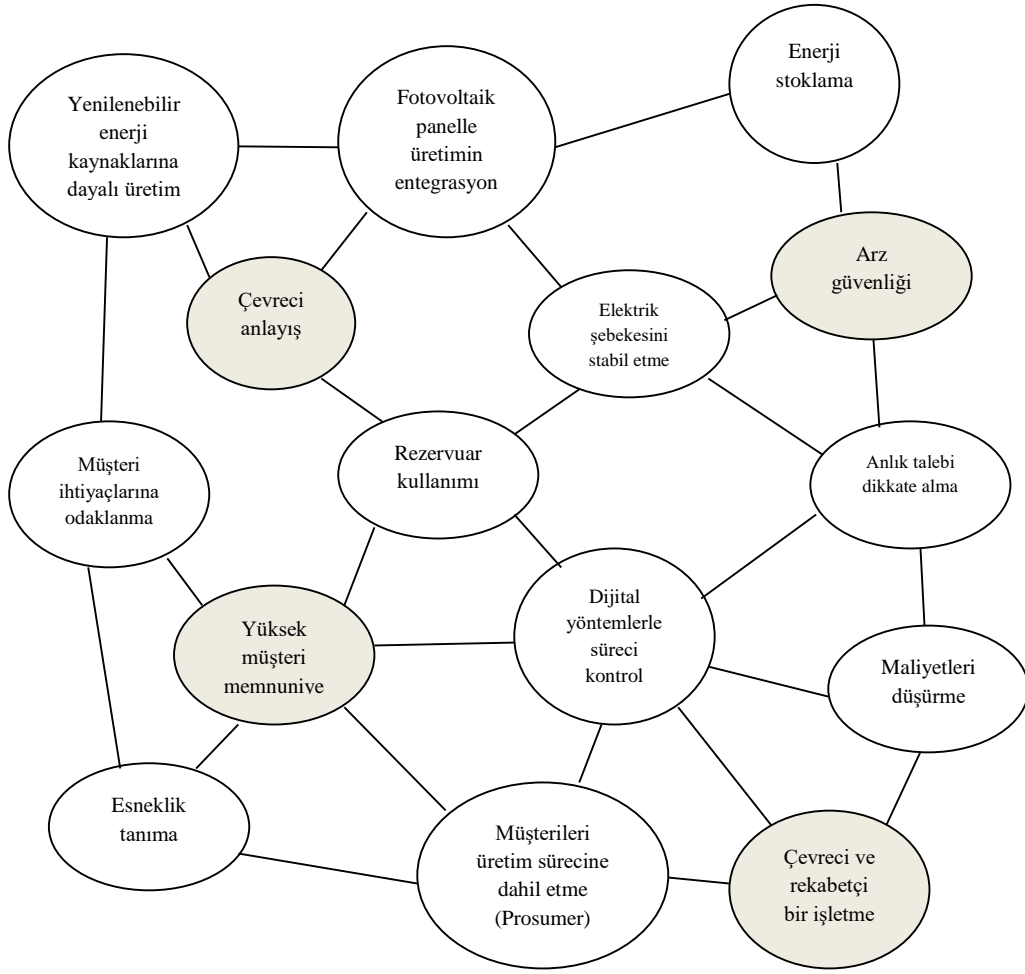 Enerji
stoklama
Yenilenebilir
enerji
kaynaklarına
dayalı üretim
Fotovoltaik
panelle
üretimin
entegrasyon
Arz
güvenliği
Çevreci
anlayış
Elektrik
şebekesini
stabil etme
Müşteri
ihtiyaçlarına
odaklanma
Rezervuar
kullanımı
Anlık talebi
dikkate alma
Yüksek
müşteri
memnuniye
Dijital
yöntemlerle
süreci
kontrol
Maliyetleri
düşürme
Esneklik
tanıma
Müşterileri
üretim sürecine
dahil etme
(Prosumer)
Çevreci ve
rekabetçi
bir işletme